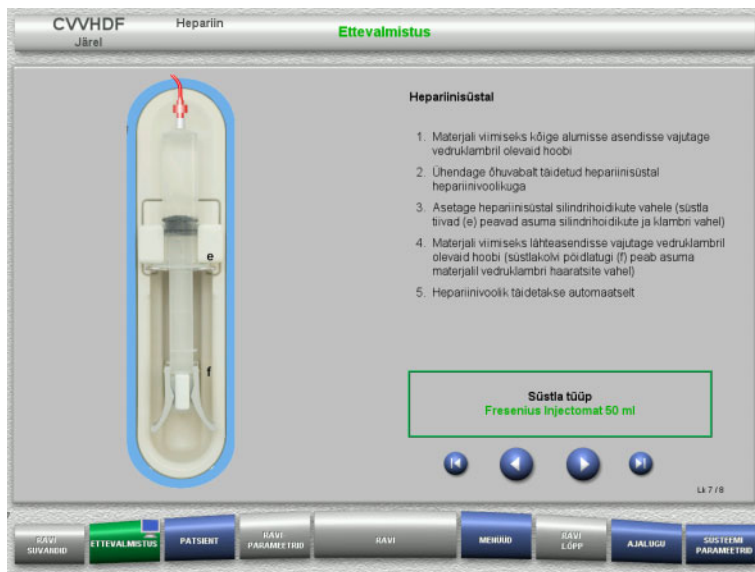 CVVHDF
Hepariin
Järel
Ettevalmistus
Hepariinisüstal
1. Materjali viimiseks kõige alumisse asendisse vajutage
vedruklambril olevaid hoobi
2. Ühendage õhuvabalt täidetud hepariinisüstal
hepariinivoolikuga
3. Asetage hepariinisüstal silindrihoidikute vahele (süstla
tiivad (e) peavad asuma silindrihoidikute ja klambri vahel)
4. Materjali viimiseks lähteasendisse vajutage vedruklambril
olevaid hoobi (süstlakolvi pöidlatugi (f) peab asuma
materjalil vedruklambri haaratsite vahel)
5. Hepariinivoolik täidetakse automaatselt
e
f
Süstla tüüp
Fresenius Injectomat 50 ml
Lk 7 / 8
RAVI
SUVANDID
ETTEVALMISTUS
PATSIENT
RAVI
PARAMEETRID
RAVI
MENÜÜD
RAVI
LÕPP
AJALUGU
SÜSTEEMI
PARAMEETRID